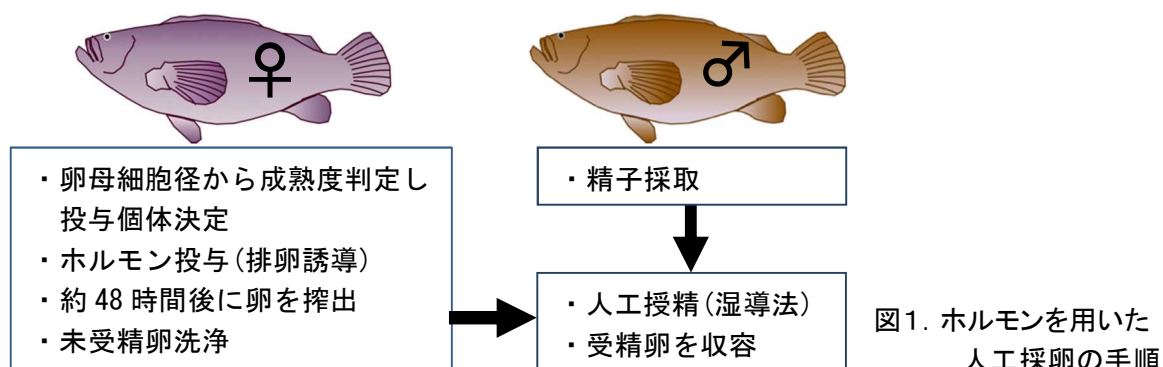 ♀
♂
・卵母細胞径から成熟度判定し
投与個体決定
・ホルモン投与(排卵誘導)
・約 48 時間後に卵を搾出
・未受精卵洗浄
・精子採取
・人工授精(湿導法)
・受精卵を収容
図1．ホルモンを用いた
人工採卵の手順